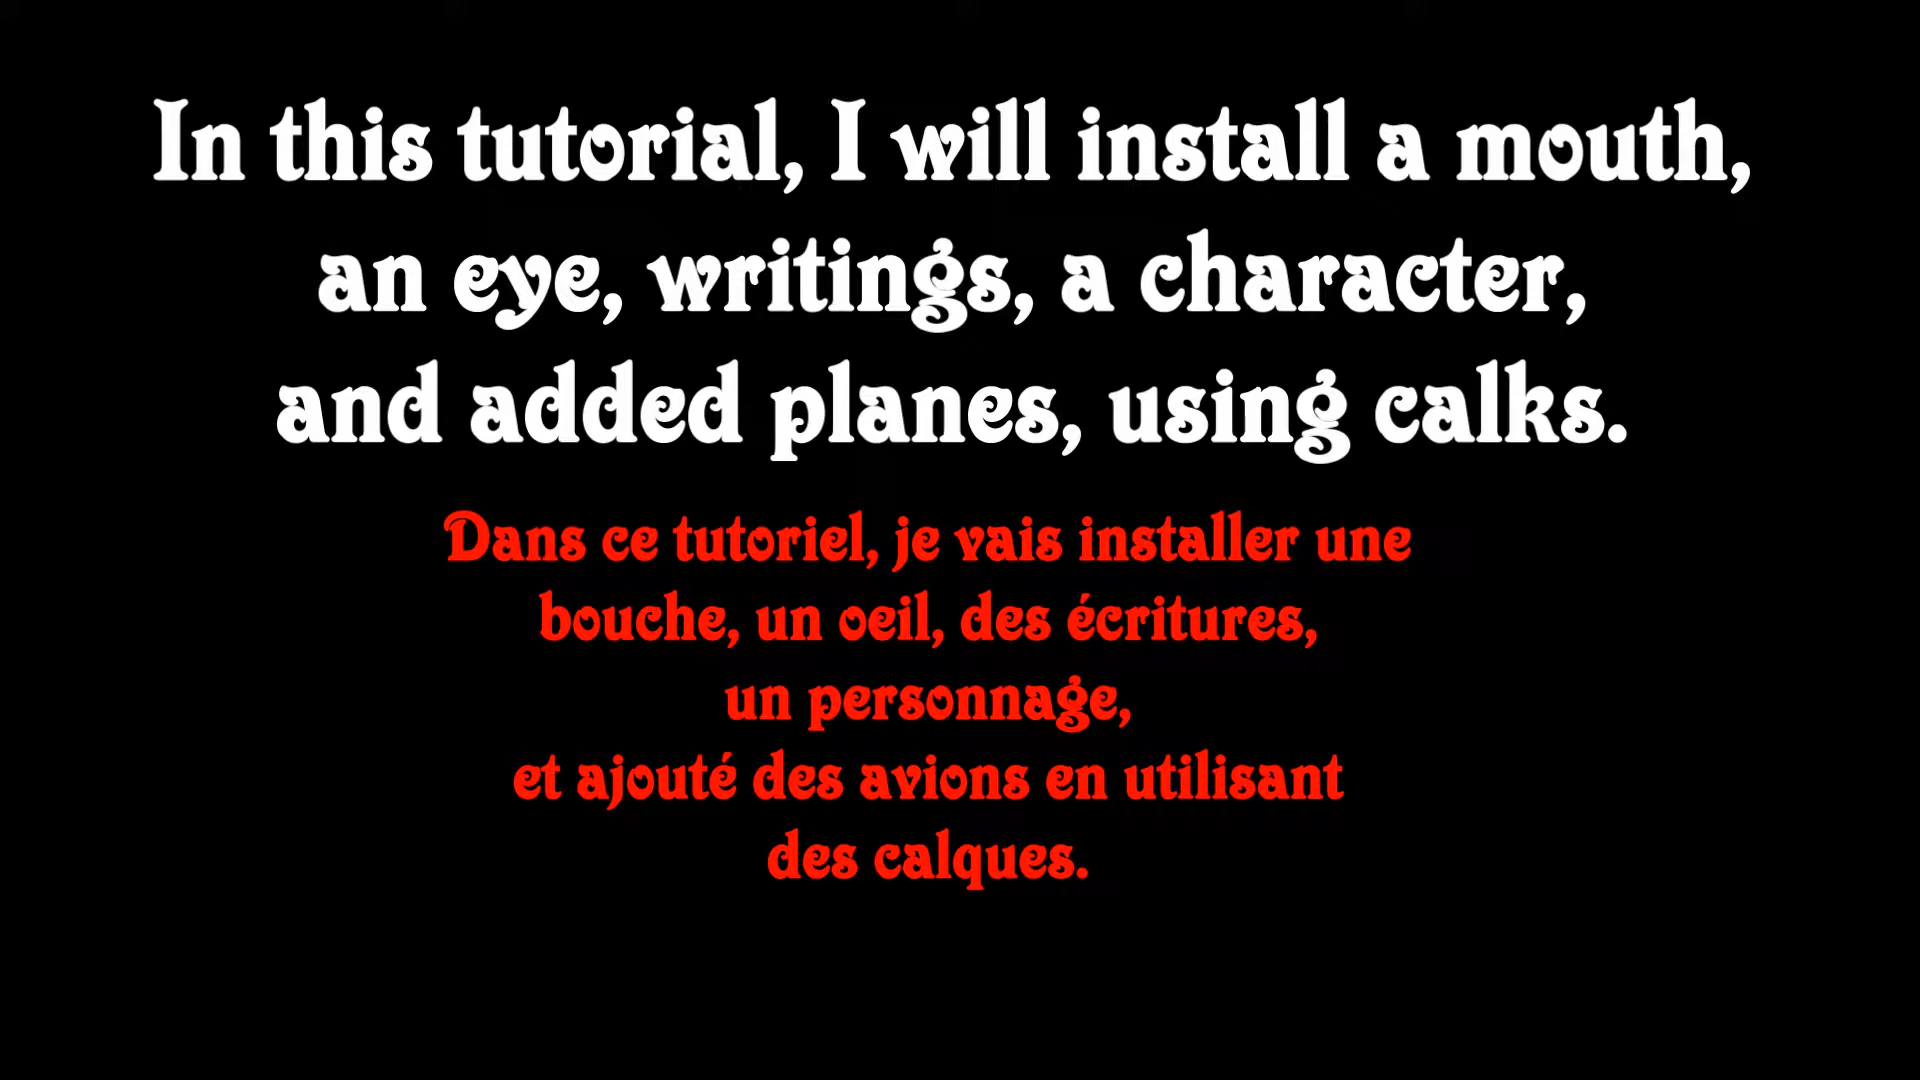 In this tutorial, I will install a mouth,
an eye, writings, a character,
and added planes, using calks.
Dans ce tutoriel, je vais installer une
bouche, un oeil, des écritures,
un personnage,
et ajouté des avions en utilisant
des calques.